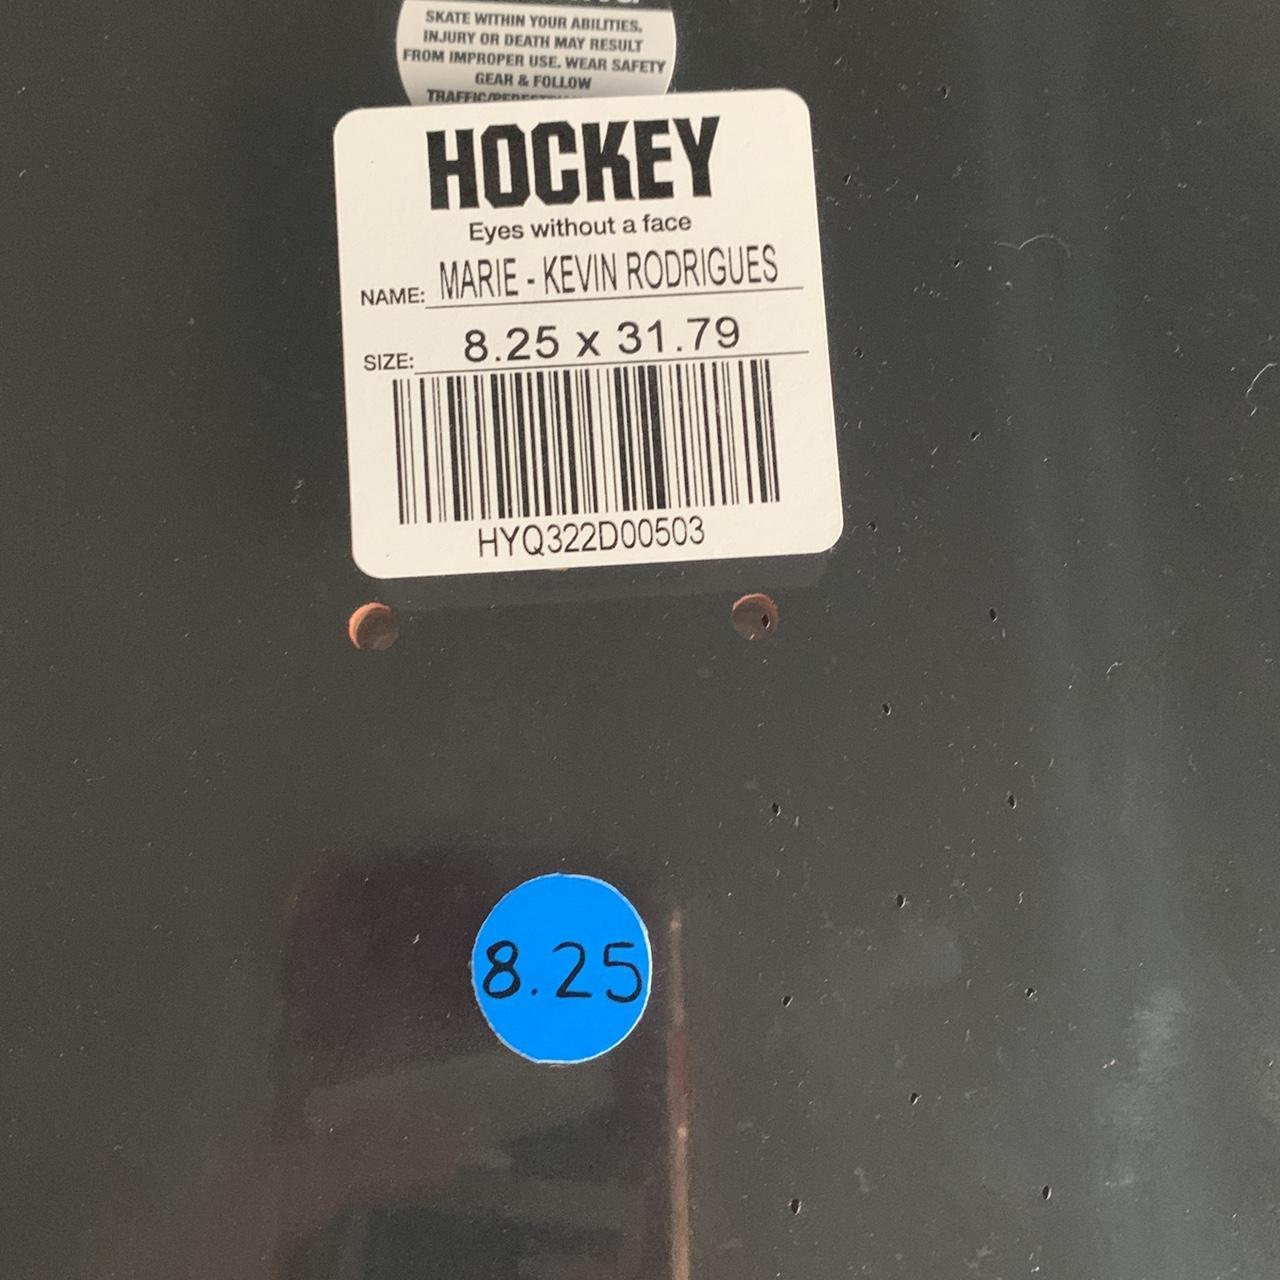 SKATE WITHIN YOUR ABILITIES.
INJURY OR DEATH MAY RESULT
FROM IMPROPER USE. WEAR SAFETY
GEAR & FOLLOW
HOCKEY
Eyes without a face
NAME: MARIE - KEVIN RODRIGUES
SIZE: 8.25 x 31.79
HYQ322D00503
8.25